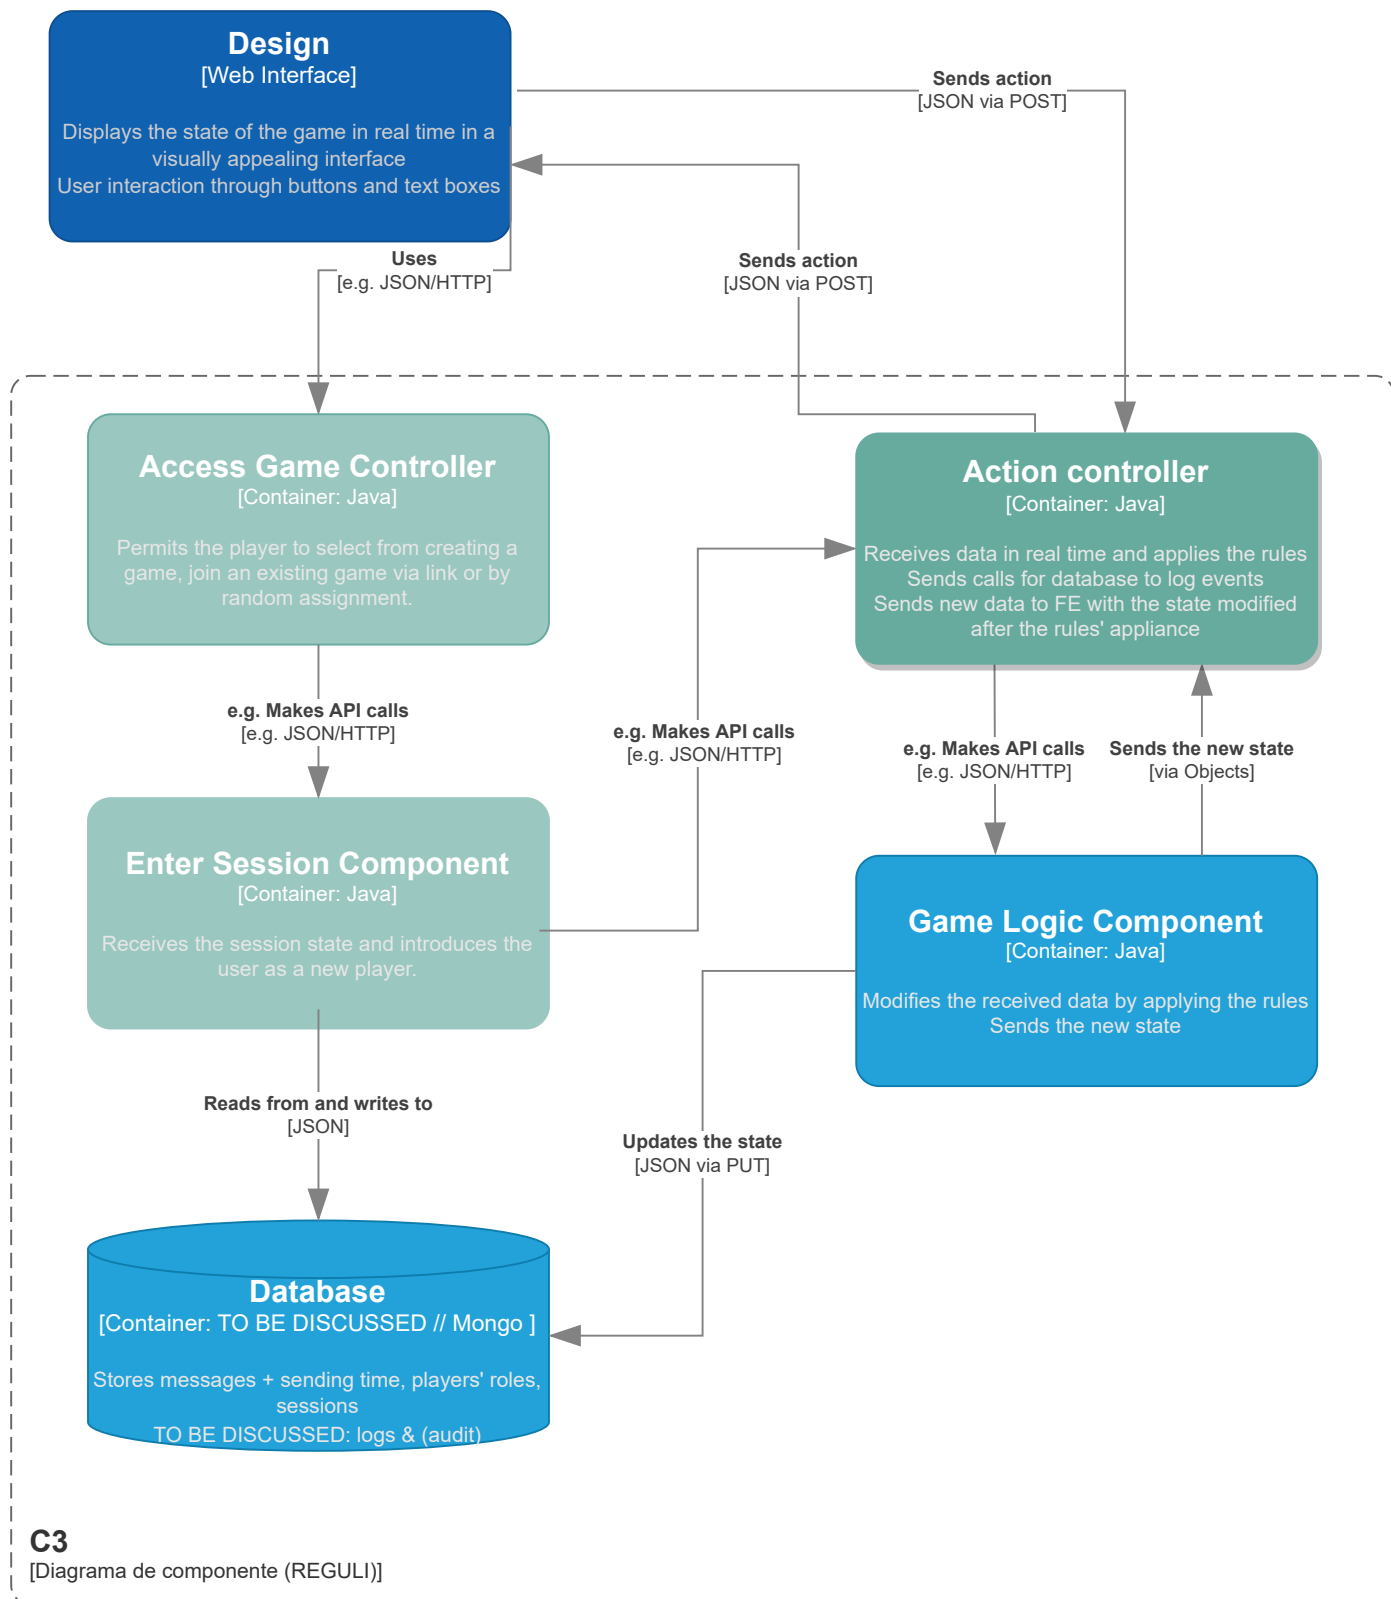 Design
[Web Interface]
Displays the state of the game in real time in a
visually appealing interface
User interaction through buttons and text boxes
Sends action
[JSON via POST]
Uses
[e.g. JSON/HTTP]
Sends action
[JSON via POST]
Access Game Controller
[Container: Java]
Permits the player to select from creating a
game, join an existing game via link or by
random assignment.
Action controller
[Container: Java]
Receives data in real time and applies the rules
Sends calls for database to log events
Sends new data to FE with the state modified
after the rules' appliance
e.g. Makes API calls
[e.g. JSON/HTTP]
e.g. Makes API calls
[e.g. JSON/HTTP]
e.g. Makes API calls
[e.g. JSON/HTTP]
Sends the new state
[via Objects]
Enter Session Component
[Container: Java]
Receives the session state and introduces the
user as a new player.
Game Logic Component
[Container: Java]
Modifies the received data by applying the rules
Sends the new state
Reads from and writes to
[JSON]
Updates the state
[JSON via PUT]
Database
[Container: TO BE DISCUSSED // Mongo ]
Stores messages + sending time, players' roles,
sessions
TO BE DISCUSSED: logs & (audit)
C3
[Diagrama de componente (REGULI)]